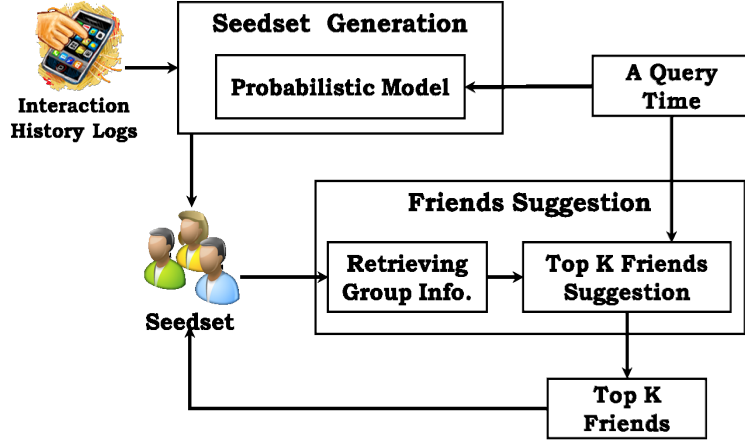 Seedset Generation
Probabilistic Model
A Query
Time
Interaction
History Logs
Friends Suggestion
Retrieving
Group Info.
Top K Friends
Suggestion
Seedset
Top K
Friends